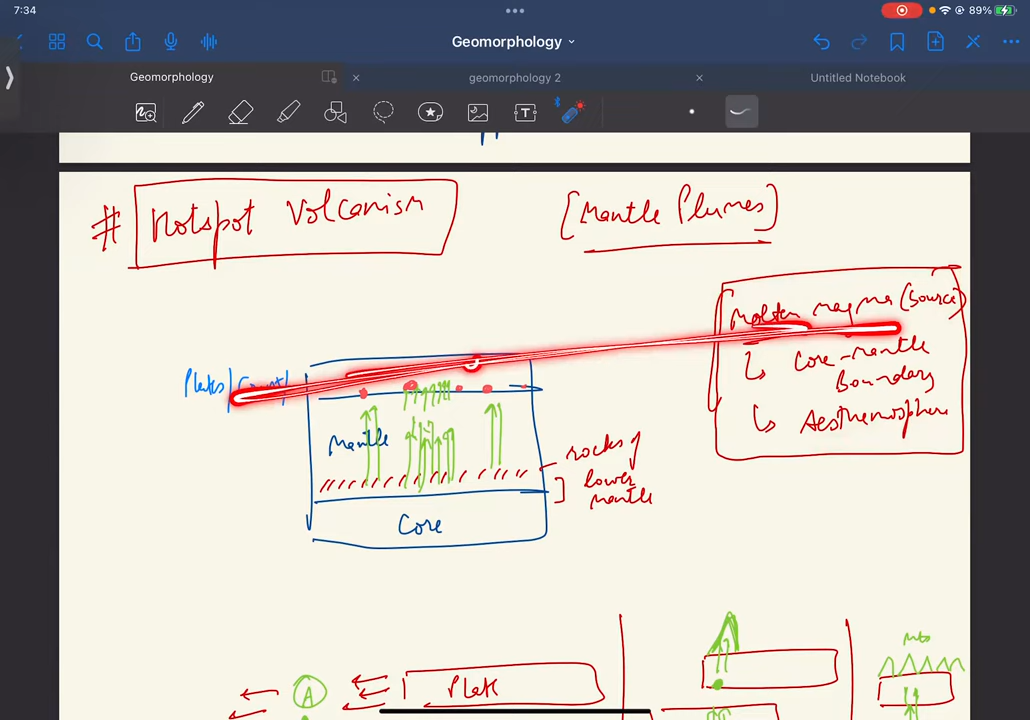 7:34
89%
Geomorphology
Geomorphology
geomorphology 2
Untitled Notebook
# Hotspot Volcanism
[Mantle Plumes]
Molten magma (Source)
↳ Core-mantle Boundary
↳ Aesthenosphere
Plates/
Mantle
rocks of
lower
mantle
Core
mts
A
Plate